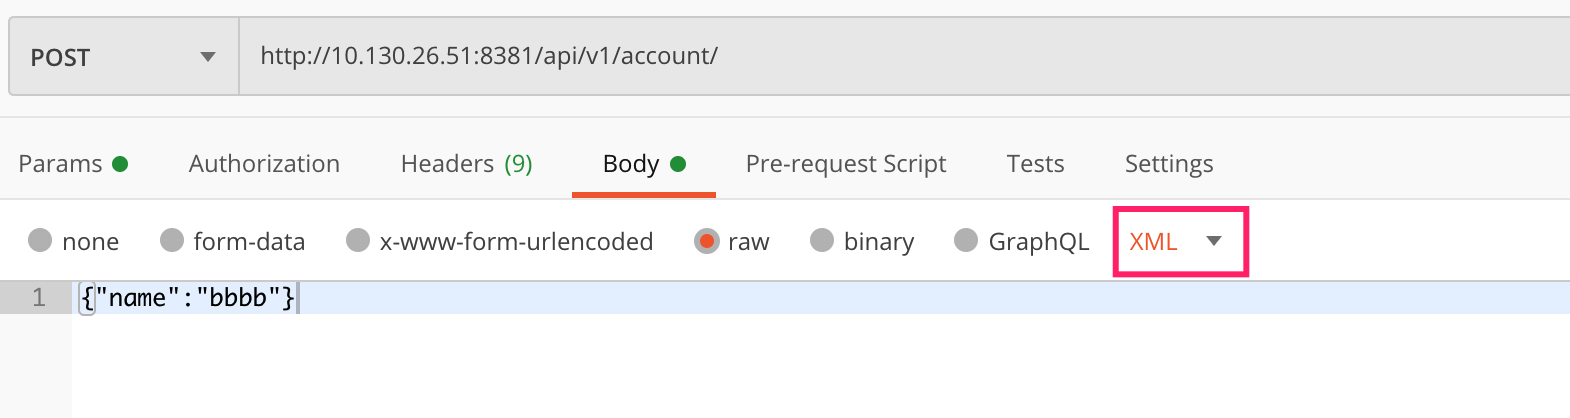 POST http://10.130.26.51:8381/api/v1/account/
Params Authorization Headers (9) Body Pre-request Script Tests Settings
none form-data x-www-form-urlencoded raw binary GraphQL XML
1 {"name":"bbbb"}